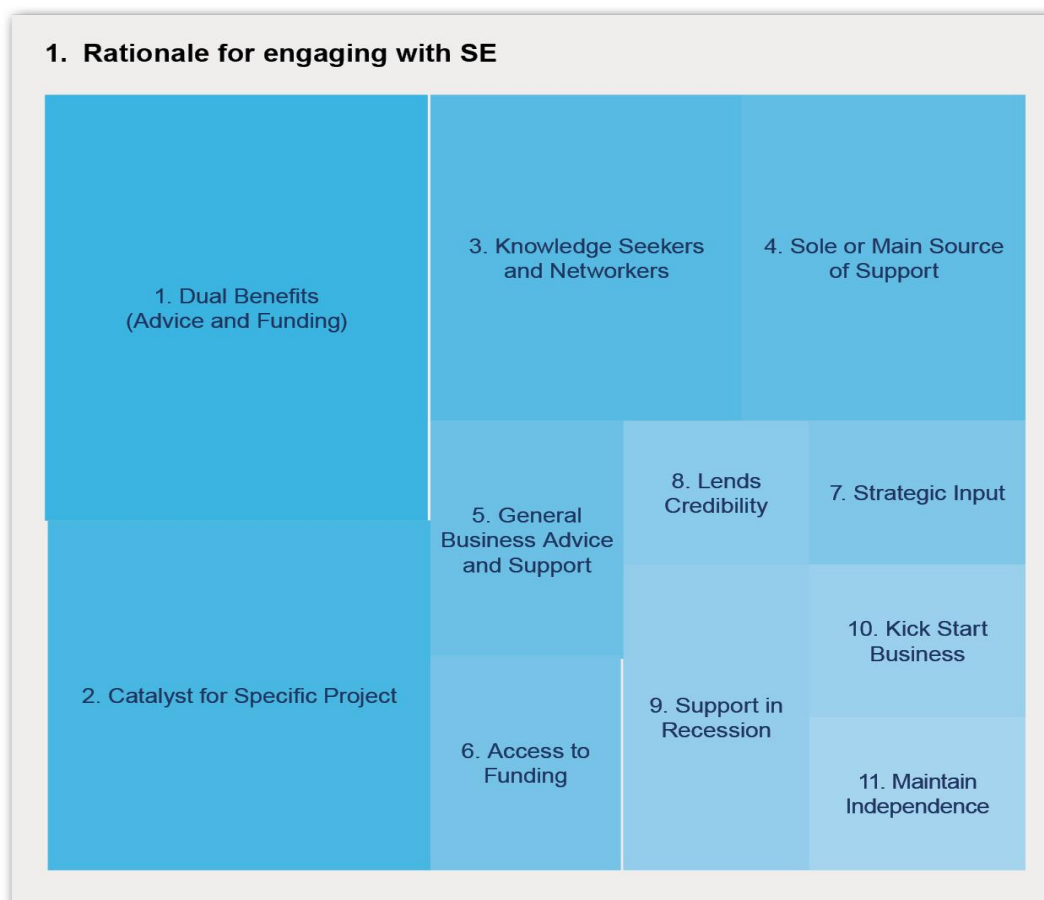 1. Rationale for engaging with SE
1. Dual Benefits
(Advice and Funding)
2. Catalyst for Specific Project
3. Knowledge Seekers
and Networkers
4. Sole or Main Source
of Support
5. General
Business Advice
and Support
6. Access to
Funding
8. Lends
Credibility
7. Strategic Input
9. Support in
Recession
10. Kick Start
Business
11. Maintain
Independence